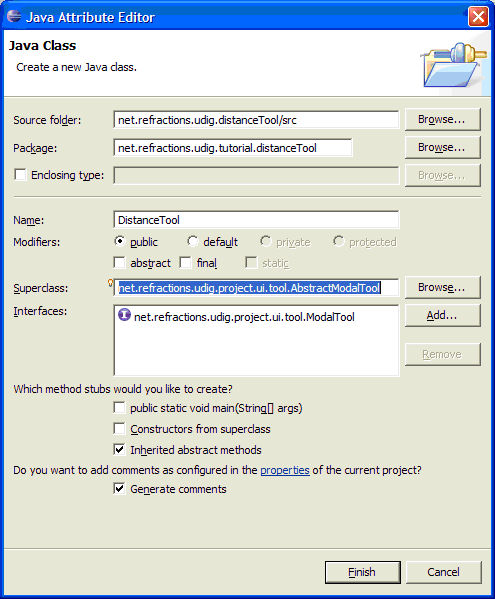 Java Attribute Editor
Java Class
Create a new Java class.
Source folder: net.refractions.udig.distanceTool/src Browse...
Package: net.refractions.udig.tutorial.distanceTool Browse...
Enclosing type: Browse...
Name: DistanceTool
Modifiers: public default private protected
abstract final static
Superclass: net.refractions.udig.project.ui.tool.AbstractModalTool Browse...
Interfaces: net.refractions.udig.project.ui.tool.ModalTool Add...
Remove
Which method stubs would you like to create?
public static void main(String[] args)
Constructors from superclass
Inherited abstract methods
Do you want to add comments as configured in the properties of the current project?
Generate comments
Finish Cancel